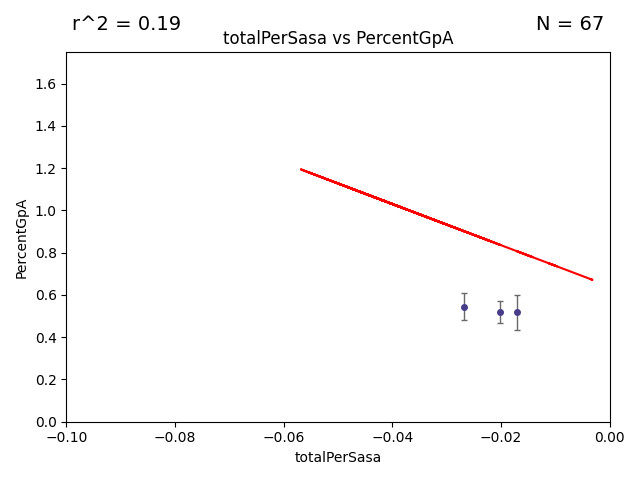 r^2 = 0.19
N = 67
totalPerSasa vs PercentGpA
1.6
1.4
1.2
1.0
0.8
0.6
0.4
0.2
0.0
PercentGpA
−0.10 −0.08 −0.06 −0.04 −0.02 0.00
totalPerSasa